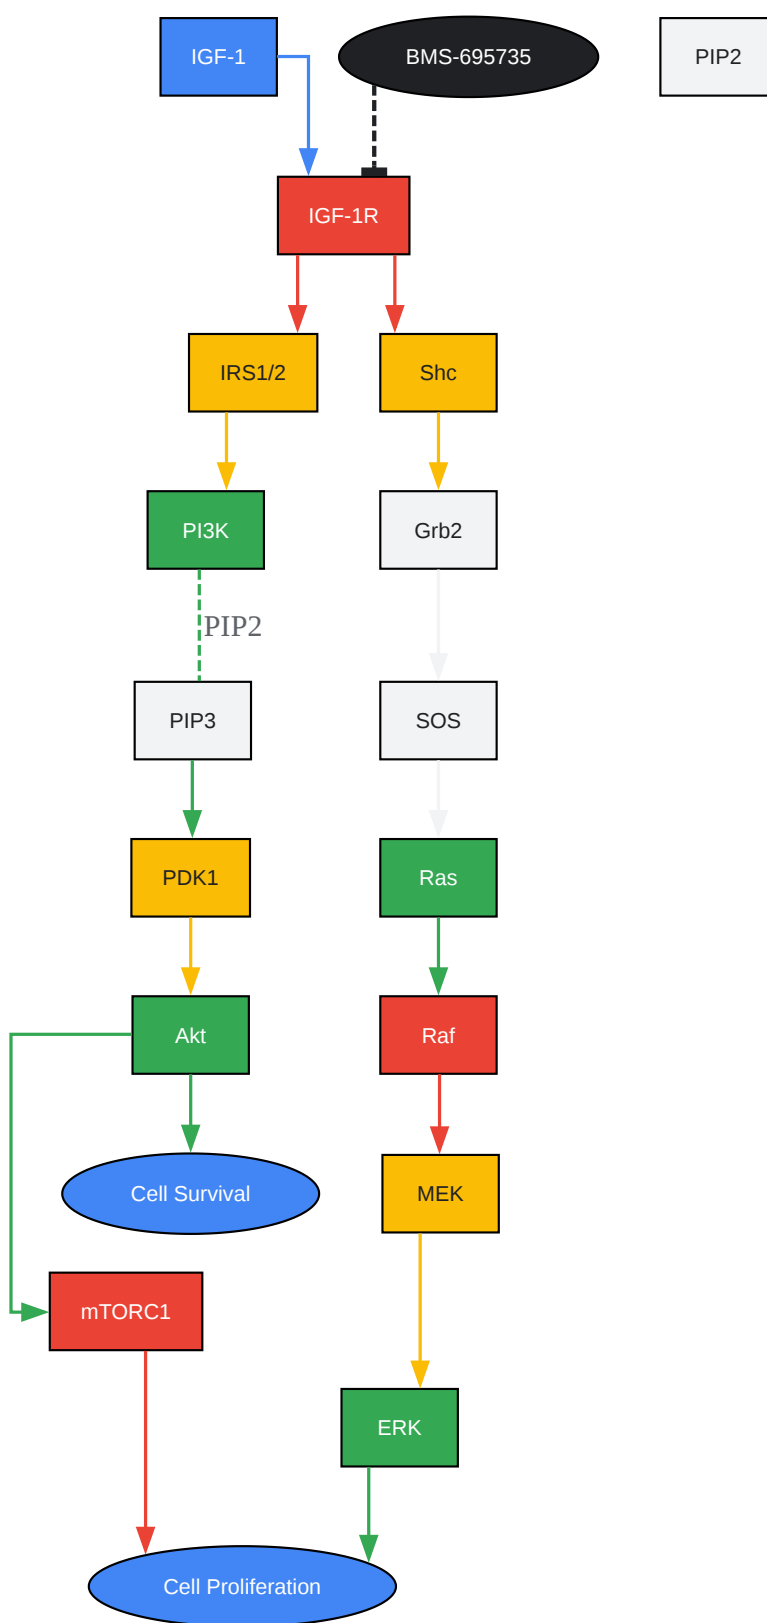 IGF-1
BMS-695735
PIP2
IGF-1R
IRS1/2
Shc
PI3K
Grb2
PIP2
PIP3
SOS
PDK1
Ras
Akt
Raf
Cell Survival
MEK
mTORC1
ERK
Cell Proliferation